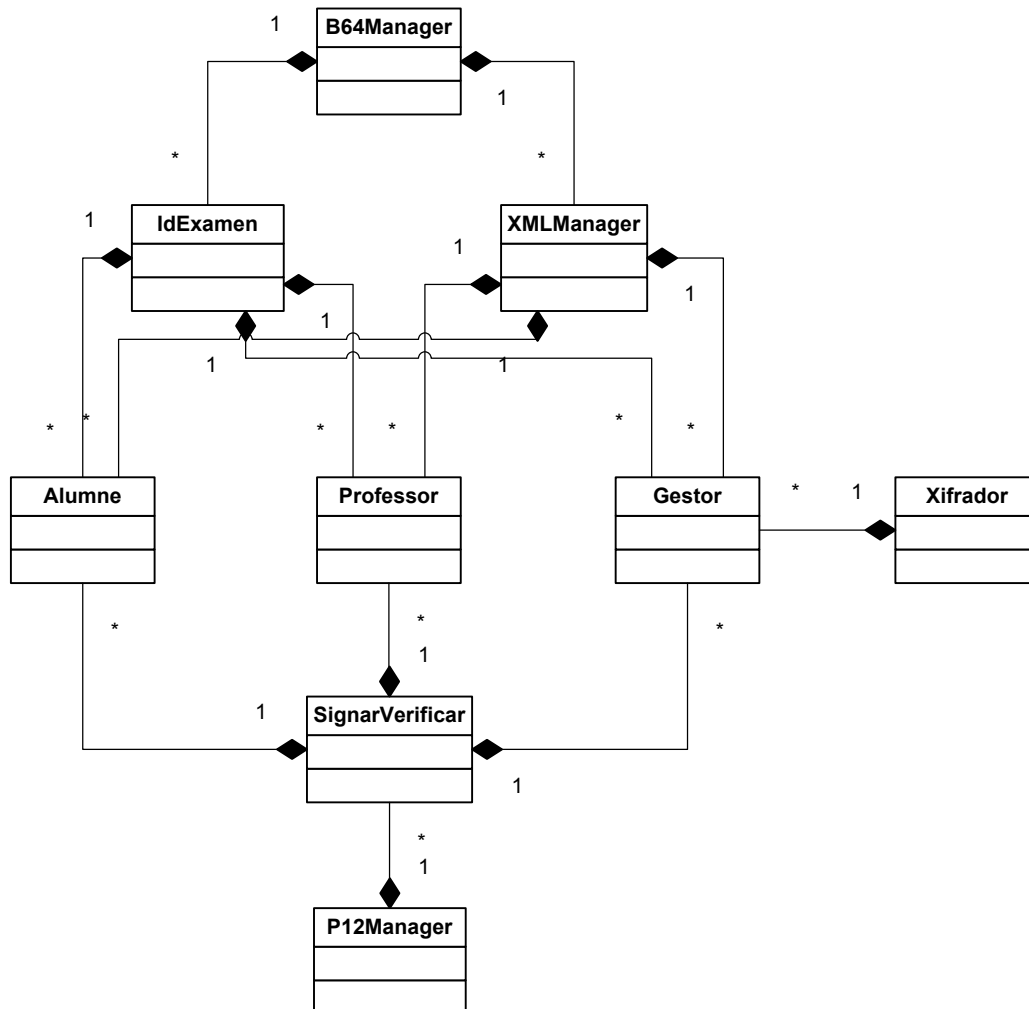 B64Manager
1
1
*
*
IdExamen
XMLManager
1
1
1
1
1
1
*
*
*
*
*
*
Alumne
Professor
Gestor
Xifrador
*
1
*
*
*
1
SignarVerificar
1
1
*
1
P12Manager